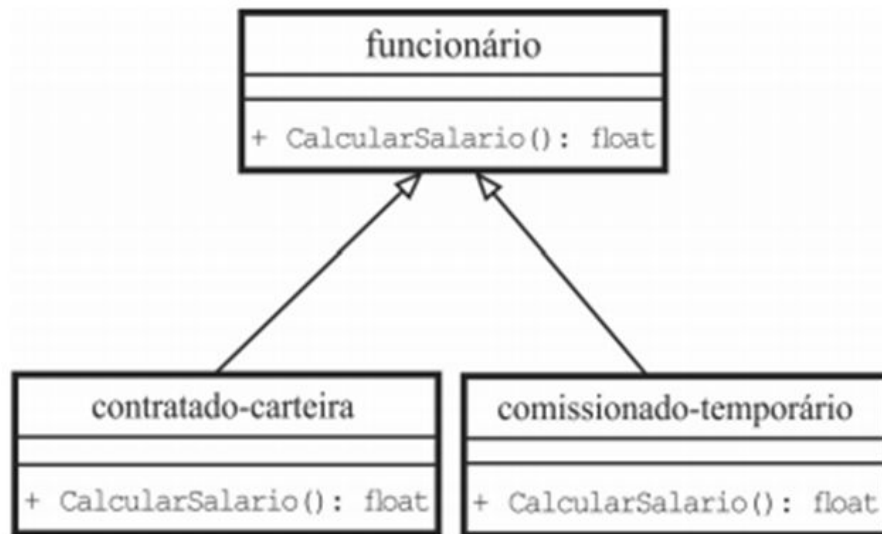 funcionário
+ CalcularSalario(): float
contratado-carteira
comissionado-temporário
+ CalcularSalario(): float
+ CalcularSalario(): float